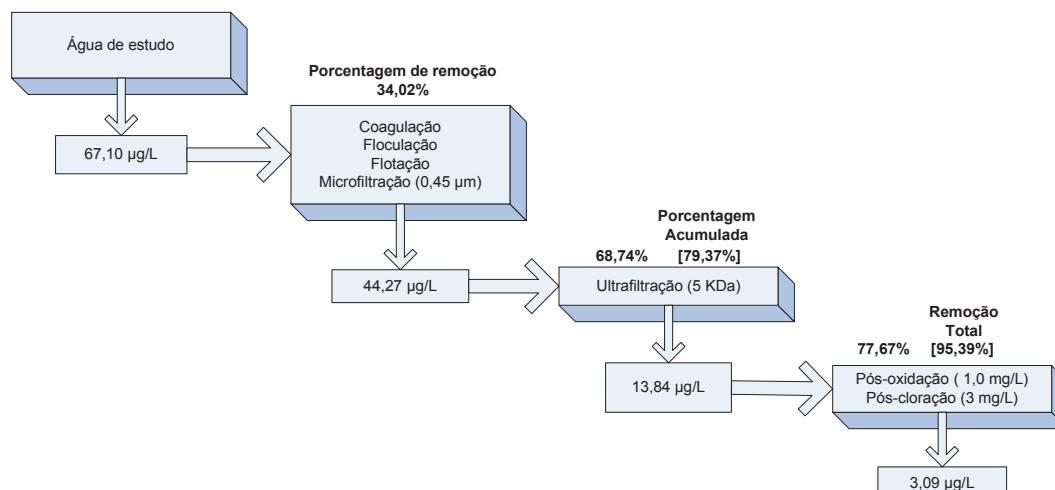 Água de estudo
67,10 µg/L
Porcentagem de remoção
34,02%
Coagulação
Floculação
Flotação
Microfiltração (0,45 µm)
44,27 µg/L
Porcentagem
Acumulada
68,74% [79,37%]
Ultrafiltração (5 KDa)
13,84 µg/L
Remoção
Total
77,67% [95,39%]
Pós-oxidação ( 1,0 mg/L)
Pós-cloração (3 mg/L)
3,09 µg/L